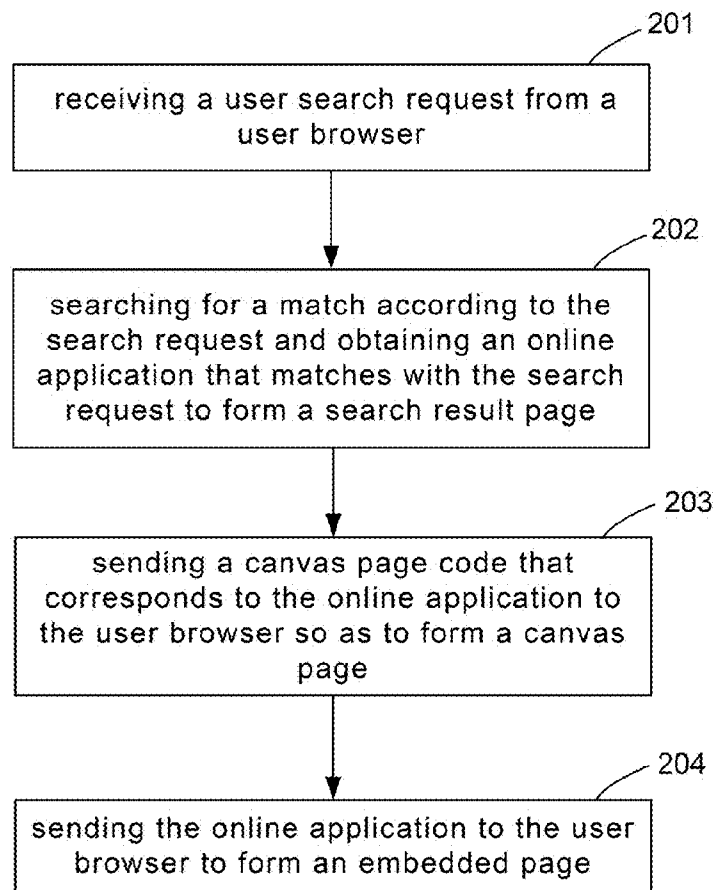 201
receiving a user search request from a
user browser
202
searching for a match according to the
search request and obtaining an online
application that matches with the search
request to form a search result page
203
sending a canvas page code that
corresponds to the online application to
the user browser so as to form a canvas
page
204
sending the online application to the user
browser to form an embedded page